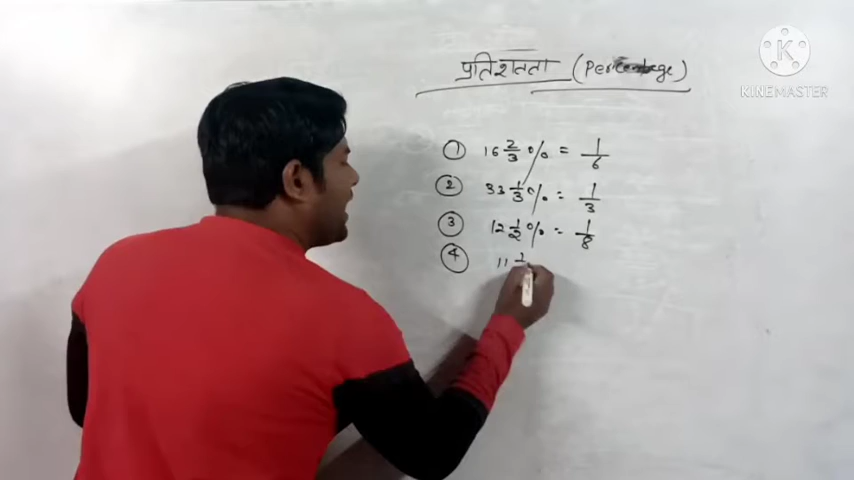 प्रतिशतता (Percentage)
K
KINEMASTER
① 16 2/3 % = 1/6
② 33 1/3 % = 1/3
③ 12 1/2 % = 1/8
④ 11 1